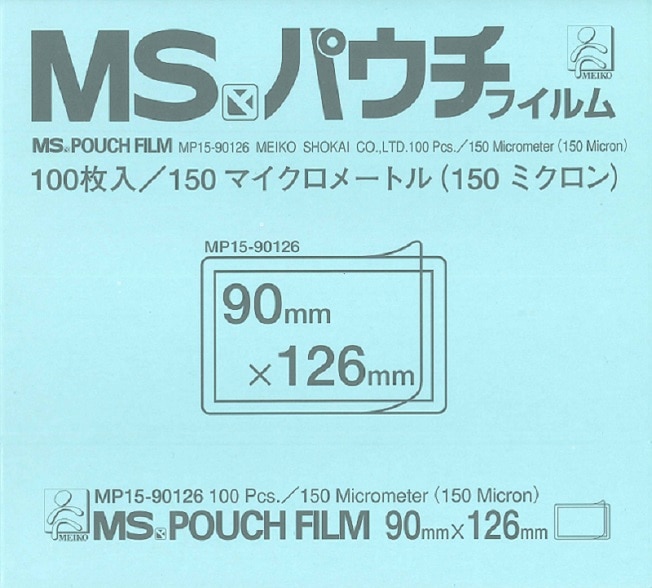 MS パウチフイルム
MEIKO
MS POUCH FILM MP15-90126 MEIKO SHOKAI CO.,LTD.100 Pcs./150 Micrometer (150 Micron)
100枚入/150 マイクロメートル(150 ミクロン)
MP15-90126
90mm
×126mm
MP15-90126 100 Pcs./150 Micrometer (150 Micron)
MEIKO
MS POUCH FILM 90mm×126mm